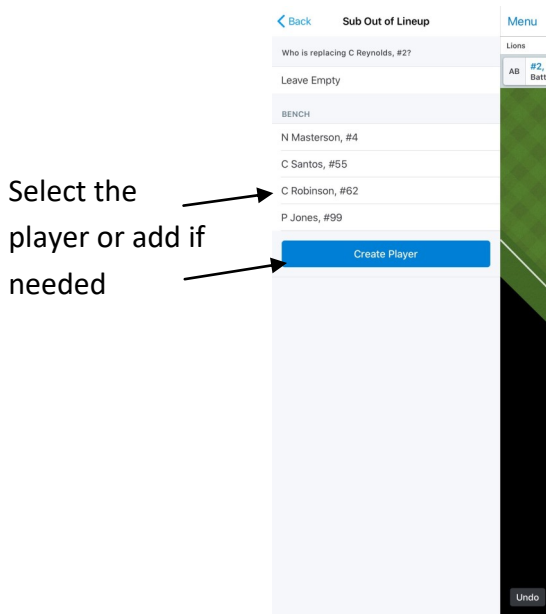 Back Sub Out of Lineup
Who is replacing C Reynolds, #2?
Leave Empty
BENCH
N Masterson, #4
C Santos, #55
C Robinson, #62
P Jones, #99
Create Player
Select the
player or add if
needed
Menu
Lions
AB #2,
Batt
Undo